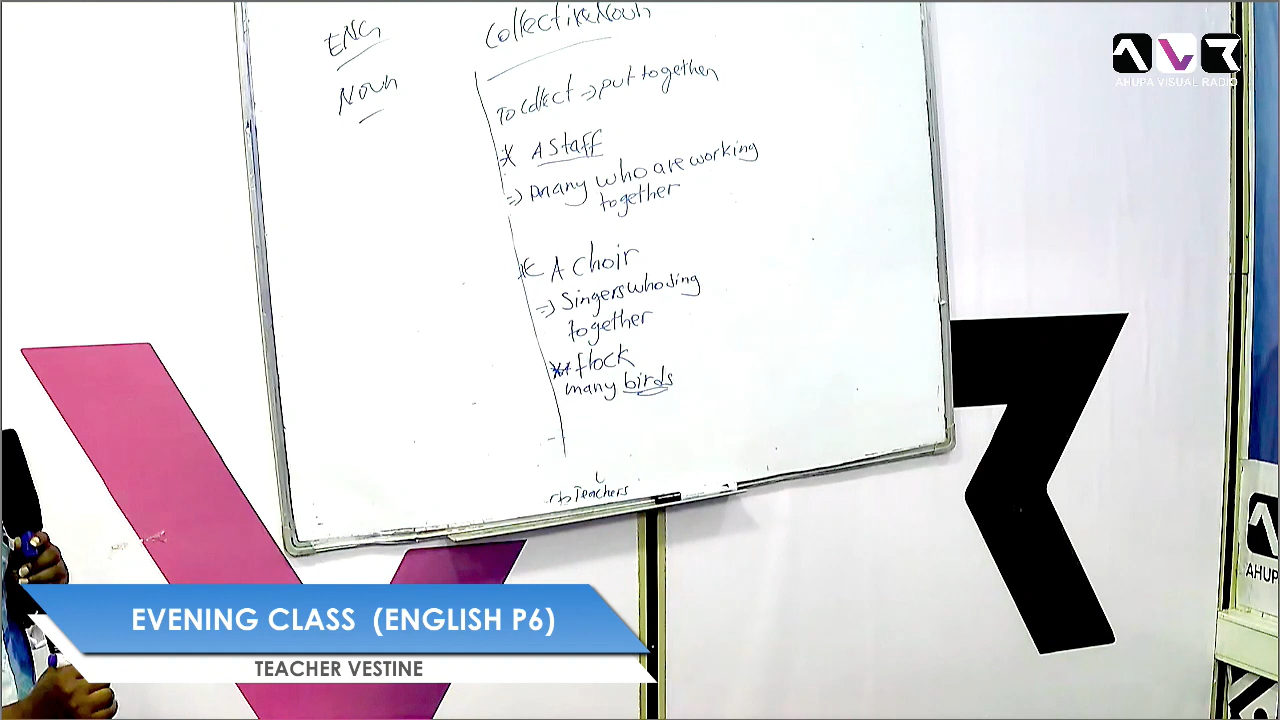 ENG
Noun
Collective Noun
To collect => put together
* A Staff
=> many who are working
together
* A choir
=> Singers who sing
together
** flock
many birds
Teachers
AHUPA VISUAL RADIO
AHUPA
EVENING CLASS (ENGLISH P6)
TEACHER VESTINE